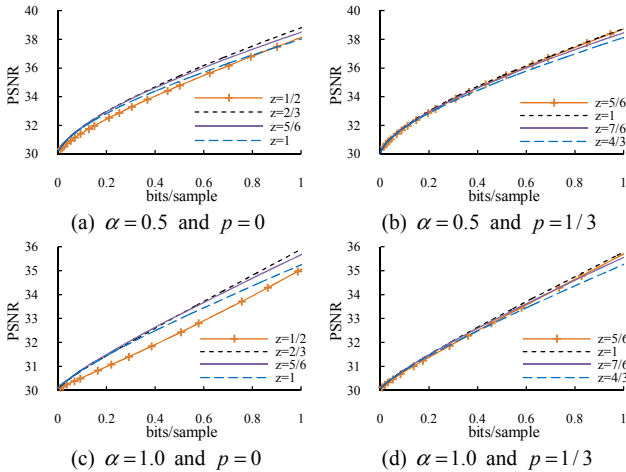 PSNR
40
38
36
34
32
30
0 0.2 0.4 0.6 0.8 1
bits/sample
z=1/2
z=2/3
z=5/6
z=1
(a) α = 0.5 and p = 0
PSNR
40
38
36
34
32
30
0 0.2 0.4 0.6 0.8 1
bits/sample
z=5/6
z=1
z=7/6
z=4/3
(b) α = 0.5 and p = 1/3
PSNR
36
35
34
33
32
31
30
0 0.2 0.4 0.6 0.8 1
bits/sample
z=1/2
z=2/3
z=5/6
z=1
(c) α = 1.0 and p = 0
PSNR
36
35
34
33
32
31
30
0 0.2 0.4 0.6 0.8 1
bits/sample
z=5/6
z=1
z=7/6
z=4/3
(d) α = 1.0 and p = 1/3